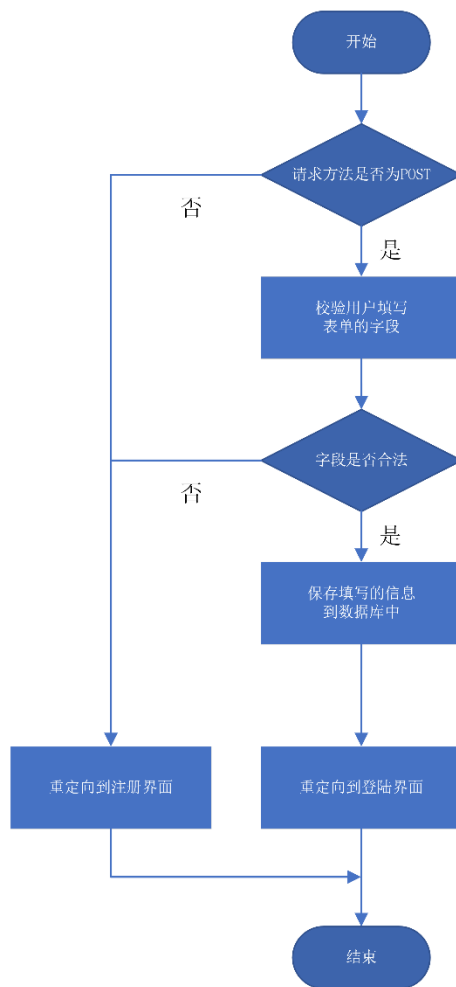 开始
请求方法是否为POST
否
是
校验用户填写
表单的字段
字段是否合法
否
是
保存填写的信息
到数据库中
重定向到注册界面
重定向到登陆界面
结束